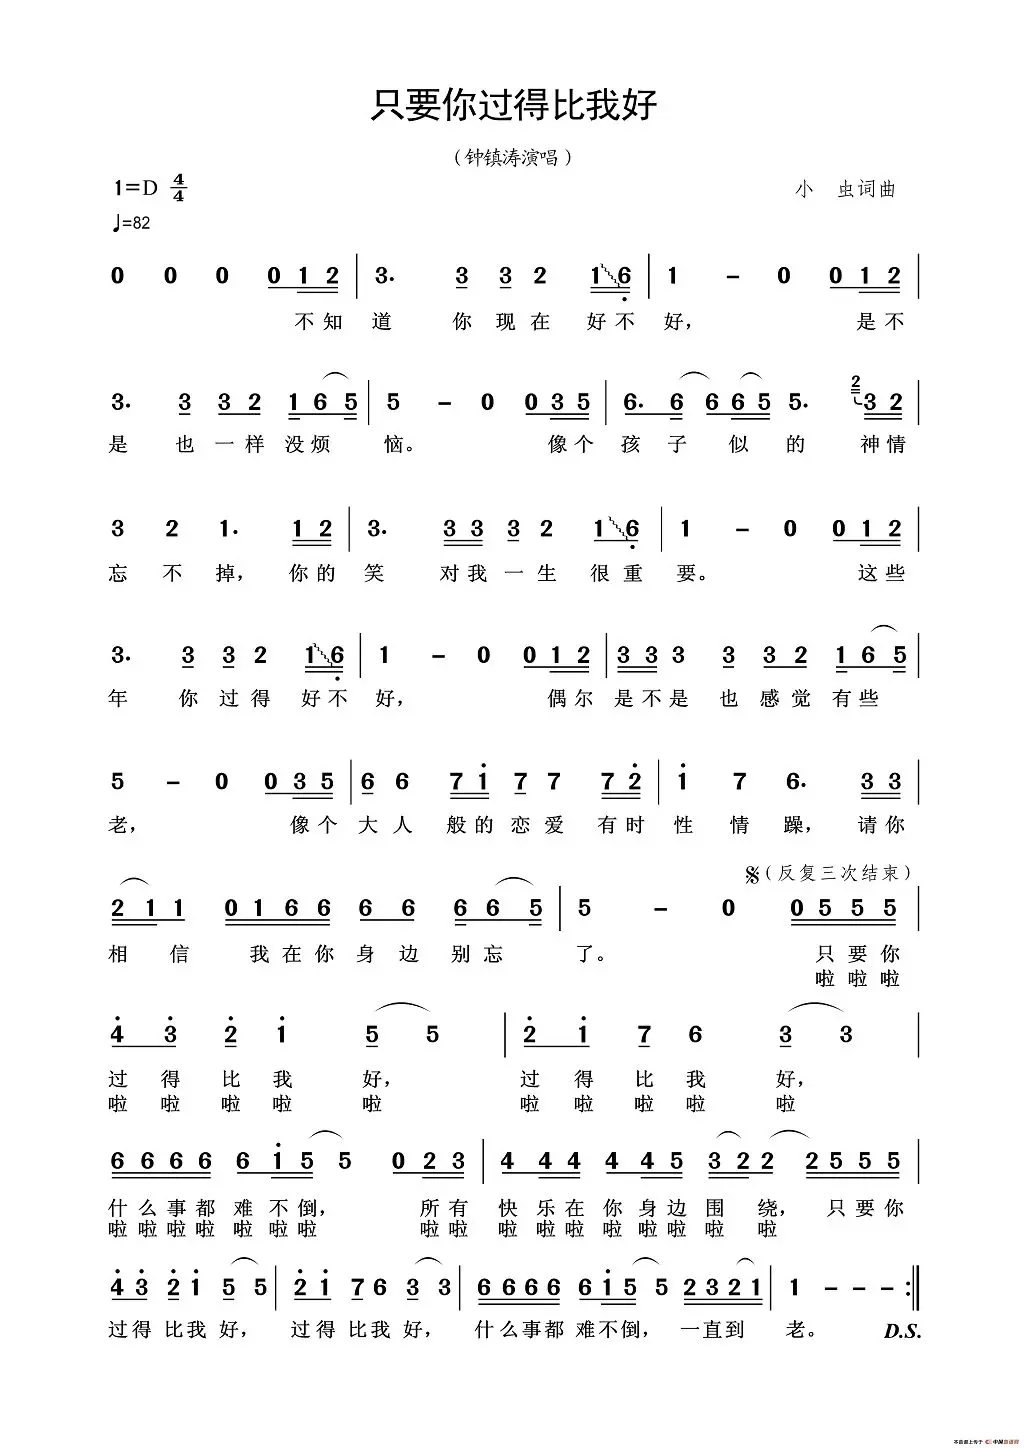 只要你过得比我好
（钟镇涛演唱）
1=D 4/4
小 虫词曲
♩=82
0 0 0 0 1 2 | 3. 3 3 2 1 6 | 1 – 0 0 1 2 |
不知 道 你 现在 好不 好， 是不
3. 3 3 2 1 6 5 | 5 – 0 0 3 5 | 6. 6 6 6 5 5. 2 3 2 |
是 也 一样 没烦 恼。 像个 孩 子 似 的 神情
3 2 1. 1 2 | 3. 3 3 3 2 1 6 | 1 – 0 0 1 2 |
忘 不 掉， 你的 笑 对我 一生 很重 要。 这些
3. 3 3 2 1 6 | 1 – 0 0 1 2 | 3 3 3 3 3 2 1 6 5 |
年 你 过得 好不 好， 偶尔 是不是 也 感觉 有些
5 – 0 0 3 5 | 6 6 7 1 7 7 7 2 | 1 7 6. 3 3 |
老， 像个 大人 般的 恋爱 有时 性 情 躁， 请你
𝄋（反复三次结束）
2 1 1 0 1 6 6 6 6 6 6 5 | 5 – 0 0 5 5 5 |
相 信 我在你 身边 别忘 了。 只要你
啦啦啦
4 3 2 1 5 5 | 2 1 7 6 3 3 |
过 得 比 我 好， 过 得 比 我 好，
啦 啦 啦 啦 啦 啦 啦 啦 啦 啦
6 6 6 6 6 1 5 5 0 2 3 | 4 4 4 4 4 5 3 2 2 2 5 5 5 |
什么事都 难不倒， 所有 快乐在你身边围 绕， 只要你
啦啦啦啦 啦啦啦 啦啦 啦啦啦啦啦啦啦 啦
4 3 2 1 5 5 | 2 1 7 6 3 3 | 6 6 6 6 6 1 5 5 2 3 2 1 | 1 – – – :‖
过得 比我 好， 过得 比我 好， 什么事都 难不倒， 一直到 老。 D.S.